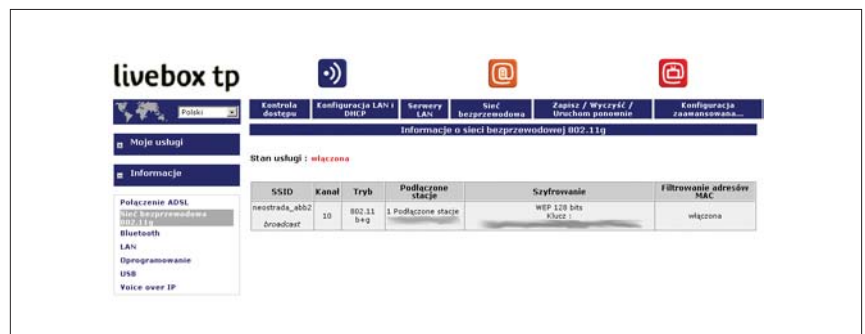 livebox tp
Polski
Kontrola dostępu
Konfiguracja LAN i DHCP
Serwery LAN
Sieć bezprzewodowa
Zapisz / Wyczyść / Uruchom ponownie
Konfiguracja zaawansowana...
Informacje o sieci bezprzewodowej 802.11g
Moje usługi
Stan usługi : włączona
Informacje
SSID Kanał Tryb Podłączone stacje Szyfrowanie Filtrowanie adresów MAC
neostrada_abb2 broadcast
10
802.11 b+g
1 Podłączone stacje
WEP 128 bits
Klucz :
włączona
Połączenie ADSL
Sieć bezprzewodowa 802.11g
Bluetooth
LAN
Oprogramowanie
USB
Voice over IP